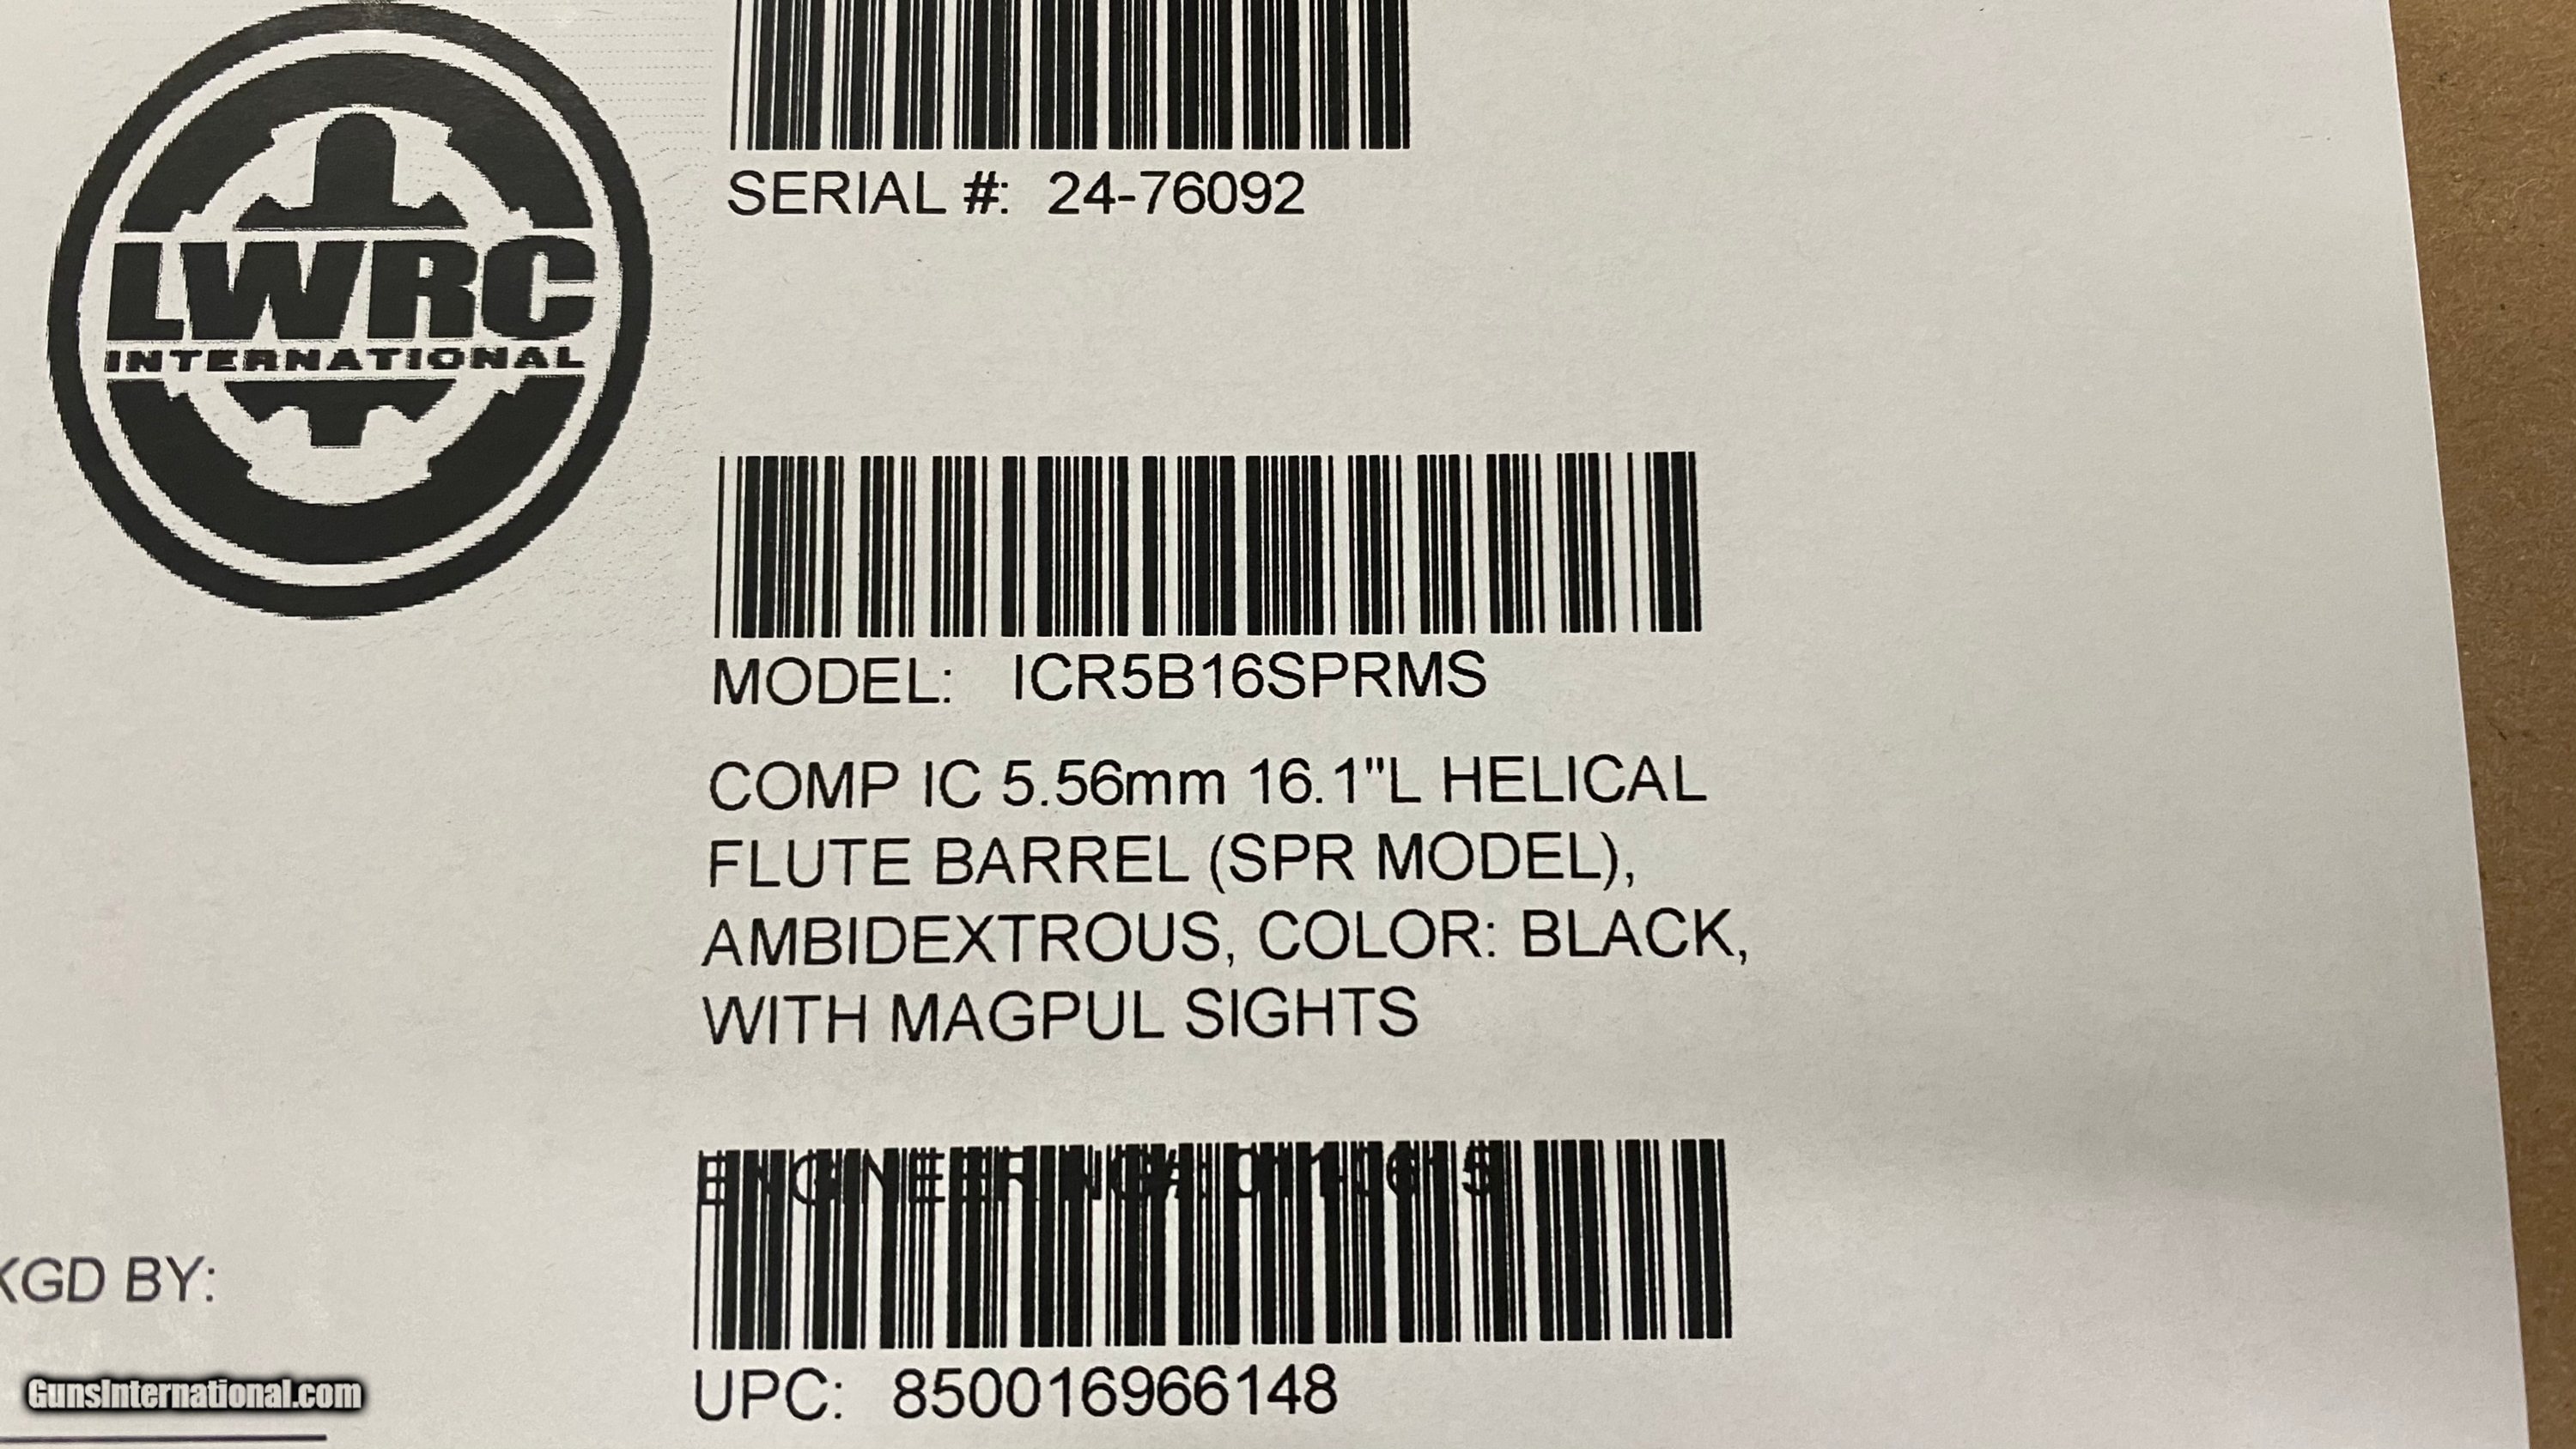 LWRC
INTERNATIONAL
SERIAL #: 24-76092
MODEL: ICR5B16SPRMS
COMP IC 5.56mm 16.1"L HELICAL
FLUTE BARREL (SPR MODEL),
AMBIDEXTROUS, COLOR: BLACK,
WITH MAGPUL SIGHTS
KGD BY:
UPC: 850016966148
GunsInternational.com